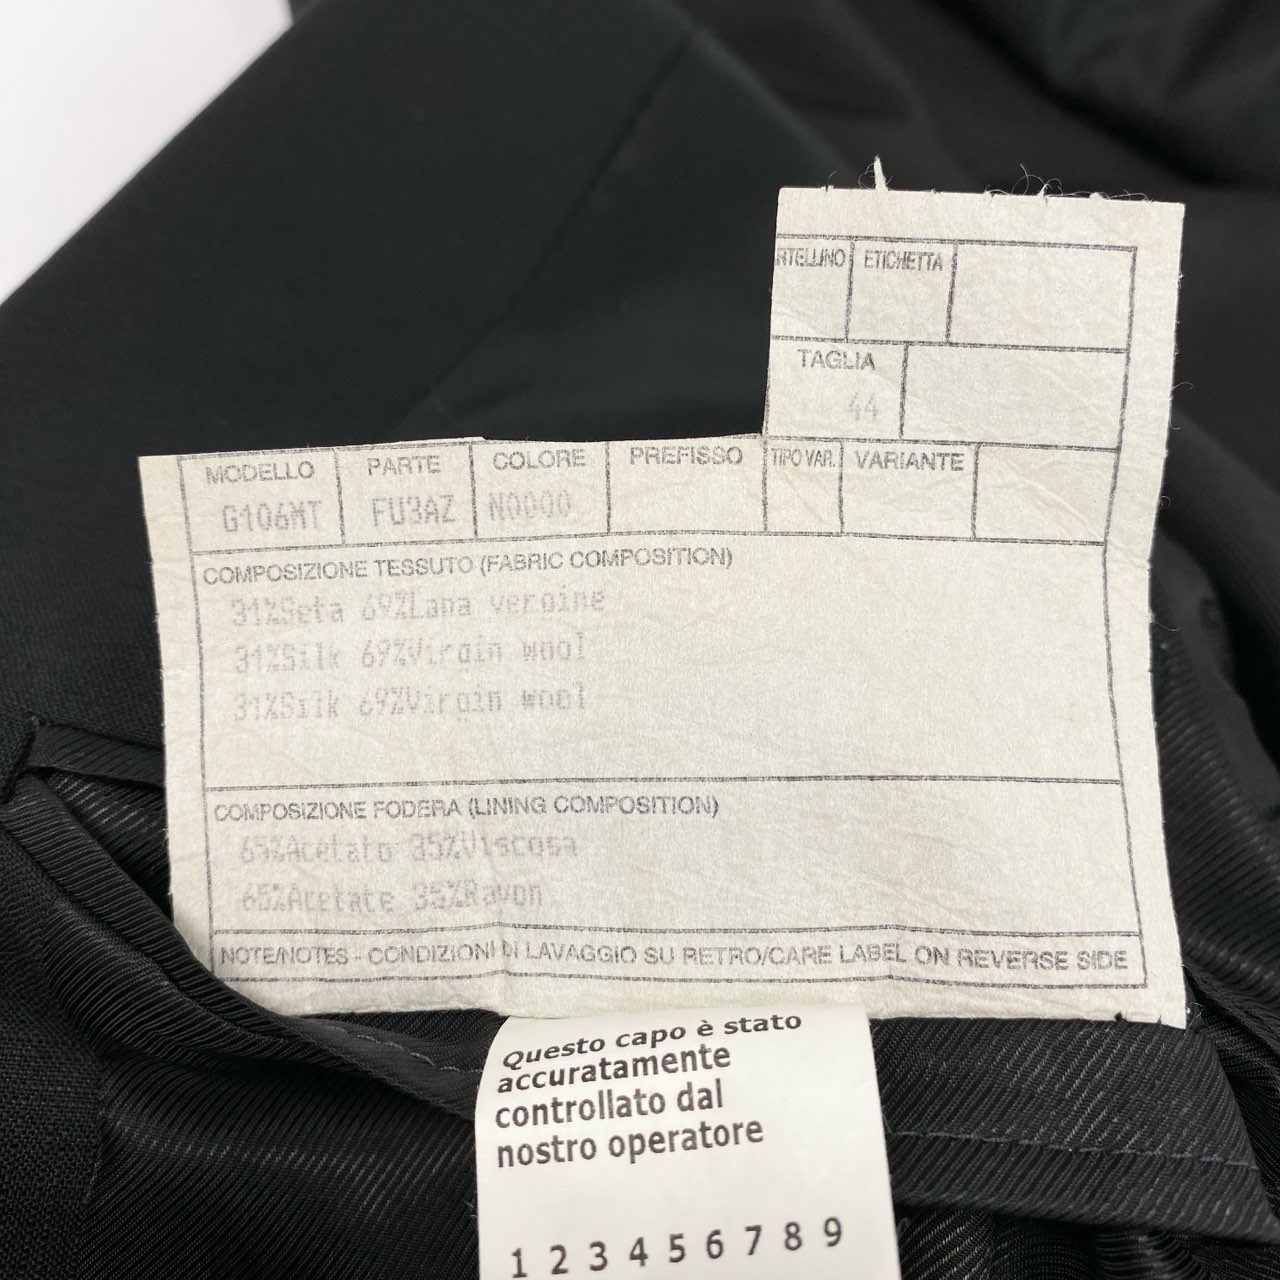 RTELLINO ETICHETTA
TAGLIA
44
MODELLO PARTE COLORE PREFISSO TIPO VAR. VARIANTE
G106MT FU3AZ N0000
COMPOSIZIONE TESSUTO (FABRIC COMPOSITION)
31%Seta 69%Lana vergine
31%Silk 69%Virgin wool
31%Silk 69%Virgin wool
COMPOSIZIONE FODERA (LINING COMPOSITION)
65%Acetato 35%Viscosa
65%Acetate 35%Rayon
NOTE/NOTES - CONDIZIONI DI LAVAGGIO SU RETRO/CARE LABEL ON REVERSE SIDE
Questo capo è stato
accuratamente
controllato dal
nostro operatore
1 2 3 4 5 6 7 8 9